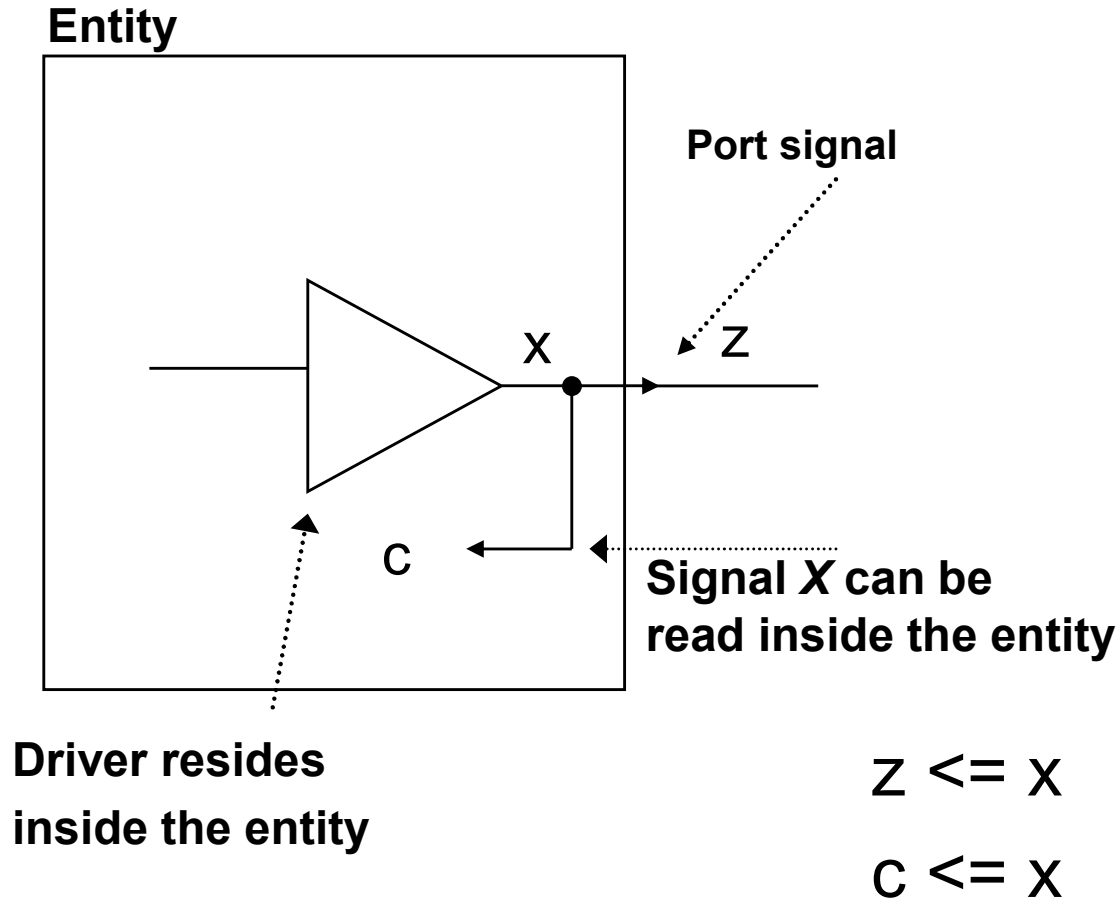 Entity
Port signal
x
z
c
Signal X can be
read inside the entity
Driver resides
inside the entity
z <= x
c <= x